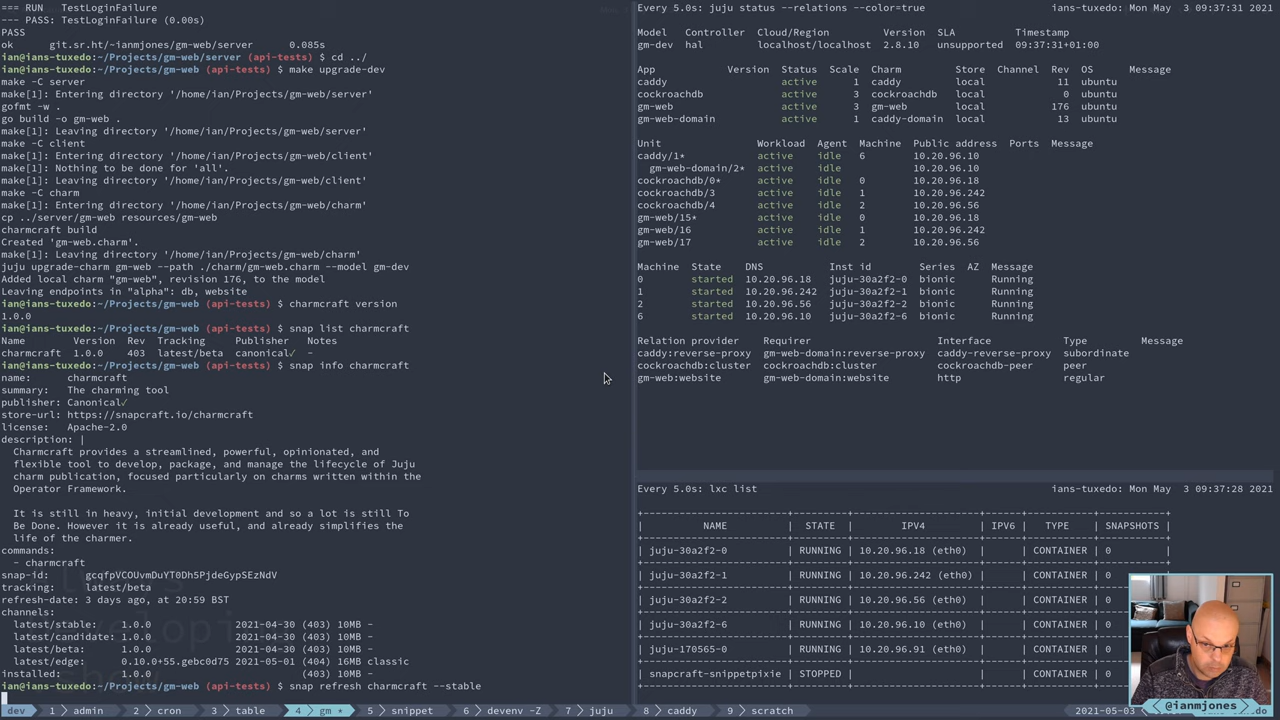 === RUN   TestLoginFailure
--- PASS: TestLoginFailure (0.00s)
PASS
ok      git.sr.ht/~ianmjones/gm-web/server      0.085s
ian@ians-tuxedo:~/Projects/gm-web/server (api-tests) $ cd ../
ian@ians-tuxedo:~/Projects/gm-web (api-tests) $ make upgrade-dev
make -C server
make[1]: Entering directory '/home/ian/Projects/gm-web/server'
gofmt -w .
go build -o gm-web .
make[1]: Leaving directory '/home/ian/Projects/gm-web/server'
make -C client
make[1]: Entering directory '/home/ian/Projects/gm-web/client'
make[1]: Nothing to be done for 'all'.
make[1]: Leaving directory '/home/ian/Projects/gm-web/client'
make -C charm
make[1]: Entering directory '/home/ian/Projects/gm-web/charm'
cp ../server/gm-web resources/gm-web
charmcraft build
Created 'gm-web.charm'.
make[1]: Leaving directory '/home/ian/Projects/gm-web/charm'
juju upgrade-charm gm-web --path ./charm/gm-web.charm --model gm-dev
Added local charm "gm-web", revision 176, to the model
Leaving endpoints in "alpha": db, website
ian@ians-tuxedo:~/Projects/gm-web (api-tests) $ charmcraft version
1.0.0
ian@ians-tuxedo:~/Projects/gm-web (api-tests) $ snap list charmcraft
Name        Version  Rev  Tracking     Publisher   Notes
charmcraft  1.0.0    403  latest/beta  canonical✓  -
ian@ians-tuxedo:~/Projects/gm-web (api-tests) $ snap info charmcraft
name:      charmcraft
summary:   The charming tool
publisher: Canonical✓
store-url: https://snapcraft.io/charmcraft
license:   Apache-2.0
description: |
  Charmcraft provides a streamlined, powerful, opinionated, and
  flexible tool to develop, package, and manage the lifecycle of Juju
  charm publication, focused particularly on charms written within the
  Operator Framework.
  It is still in heavy, initial development and so a lot is still To
  Be Done. However it is already useful, and already simplifies the
  life of the charmer.
commands:
  - charmcraft
snap-id:      gcqfpVCOUvmDuYT0Dh5PjdeGypSEzNdV
tracking:     latest/beta
refresh-date: 3 days ago, at 20:59 BST
channels:
  latest/stable:    1.0.0               2021-04-30 (403) 10MB -
  latest/candidate: 1.0.0               2021-04-30 (403) 10MB -
  latest/beta:      1.0.0               2021-04-30 (403) 10MB -
  latest/edge:      0.10.0+55.gebc0d75  2021-05-01 (404) 16MB classic
installed:          1.0.0                          (403) 10MB -
ian@ians-tuxedo:~/Projects/gm-web (api-tests) $ snap refresh charmcraft --stable
Every 5.0s: juju status --relations --color=true    ians-tuxedo: Mon May  3 09:37:31 2021
Model   Controller  Cloud/Region         Version  SLA          Timestamp
gm-dev  hal         localhost/localhost  2.8.10   unsupported  09:37:31+01:00
App            Version  Status  Scale  Charm         Store  Channel  Rev  OS      Message
caddy                   active      1  caddy         local            11  ubuntu
cockroachdb             active      3  cockroachdb   local             0  ubuntu
gm-web                  active      3  gm-web        local           176  ubuntu
gm-web-domain           active      1  caddy-domain  local            13  ubuntu
Unit                Workload  Agent  Machine  Public address  Ports  Message
caddy/1*            active    idle   6        10.20.96.10
  gm-web-domain/2*  active    idle            10.20.96.10
cockroachdb/0*      active    idle   0        10.20.96.18
cockroachdb/3       active    idle   1        10.20.96.242
cockroachdb/4       active    idle   2        10.20.96.56
gm-web/15*          active    idle   0        10.20.96.18
gm-web/16           active    idle   1        10.20.96.242
gm-web/17           active    idle   2        10.20.96.56
Machine  State    DNS           Inst id        Series  AZ  Message
0        started  10.20.96.18   juju-30a2f2-0  bionic      Running
1        started  10.20.96.242  juju-30a2f2-1  bionic      Running
2        started  10.20.96.56   juju-30a2f2-2  bionic      Running
6        started  10.20.96.10   juju-30a2f2-6  bionic      Running
Relation provider    Requirer                     Interface            Type         Message
caddy:reverse-proxy  gm-web-domain:reverse-proxy  caddy-reverse-proxy  subordinate
cockroachdb:cluster  cockroachdb:cluster          cockroachdb-peer     peer
gm-web:website       gm-web-domain:website        http                 regular
Every 5.0s: lxc list    ians-tuxedo: Mon May  3 09:37:28 2021
| NAME | STATE | IPV4 | IPV6 | TYPE | SNAPSHOTS |
| juju-30a2f2-0 | RUNNING | 10.20.96.18 (eth0) | | CONTAINER | 0 |
| juju-30a2f2-1 | RUNNING | 10.20.96.242 (eth0) | | CONTAINER | 0
| juju-30a2f2-2 | RUNNING | 10.20.96.56 (eth0) | | CONTAINER | 0
| juju-30a2f2-6 | RUNNING | 10.20.96.10 (eth0) | | CONTAINER | 0
| juju-170565-0 | RUNNING | 10.20.96.91 (eth0) | | CONTAINER | 0
| snapcraft-snippetpixie | STOPPED | | | CONTAINER | 0
dev  1  admin  2  cron  3  table  4  gm *  5  snippet  6  devenv -Z  7  juju  8  caddy  9  scratch  2021-05-03
@ianmjones